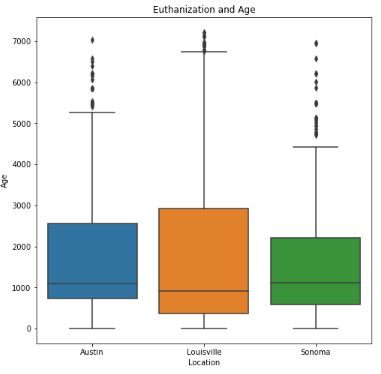 Euthanization and Age
7000
6000
5000
4000
3000
2000
1000
0
Age
Austin
Louisville
Sonoma
Location